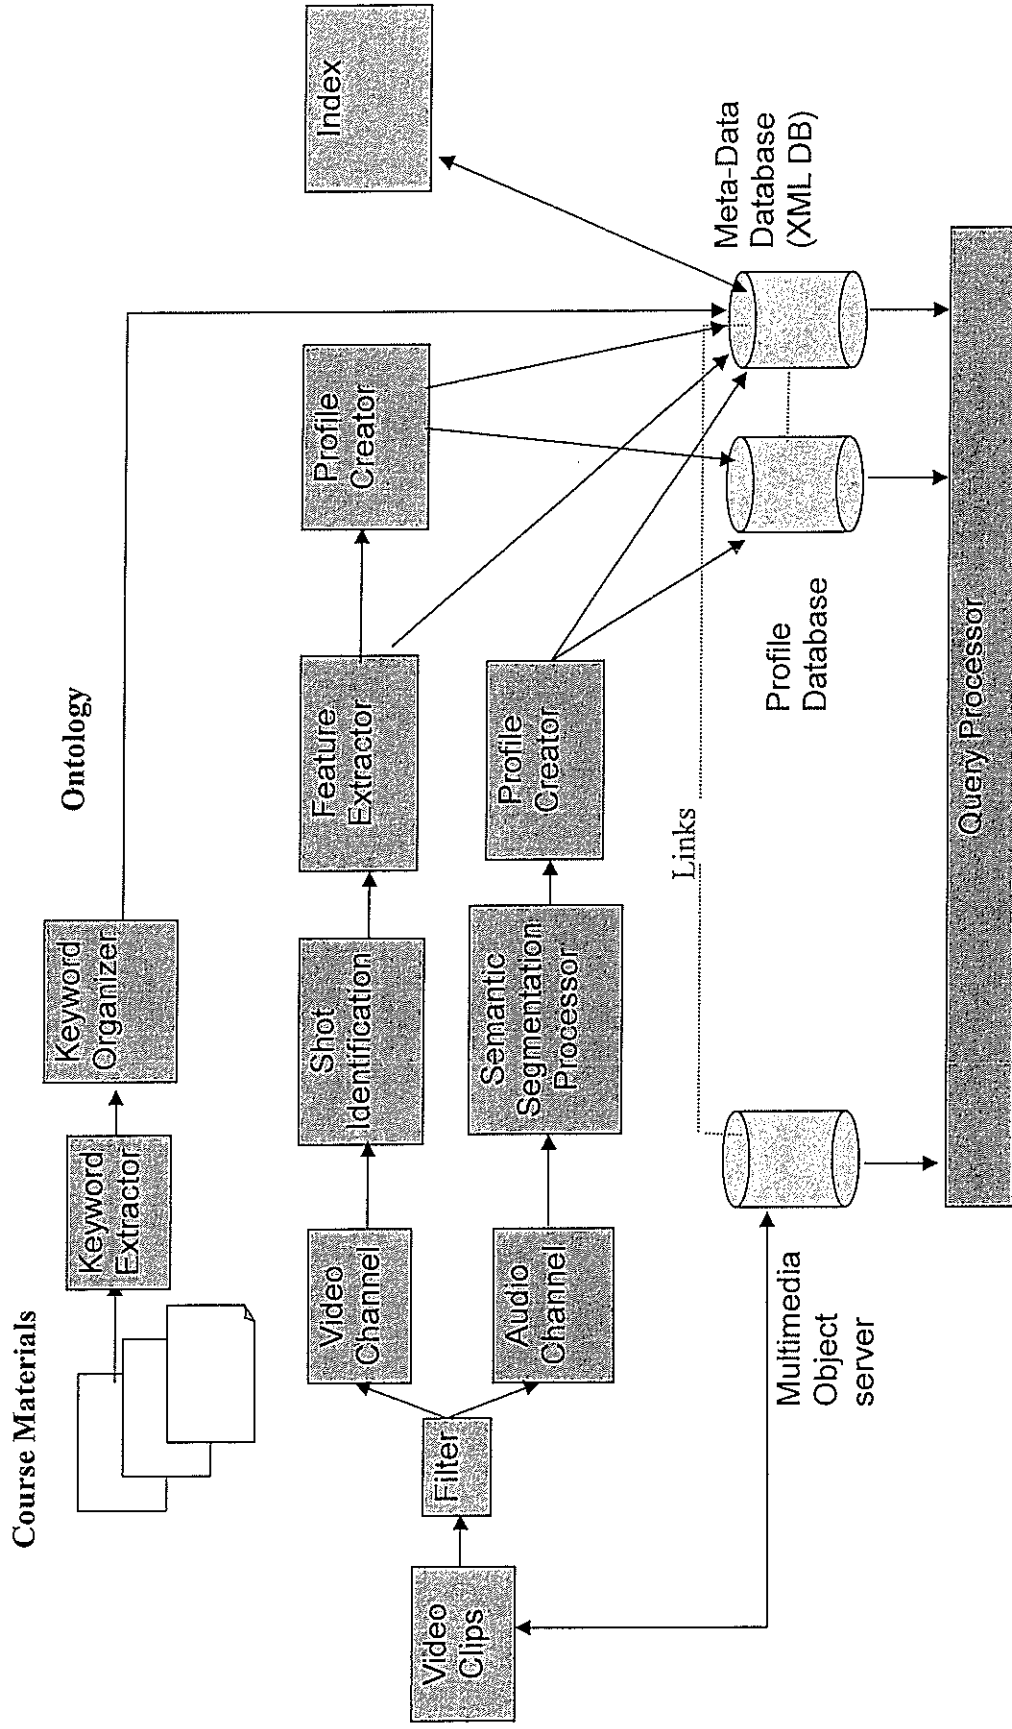 Course Materials
Keyword
Extractor
Keyword
Organizer
Ontology
Video
Clips
Filter
Video
Channel
Shot
Identification
Feature
Extractor
Profile
Creator
Index
Audio
Channel
Semantic
Segmentation
Processor
Profile
Creator
Links
Multimedia
Object
server
Profile
Database
Meta-Data
Database
(XML DB)
Query Processor